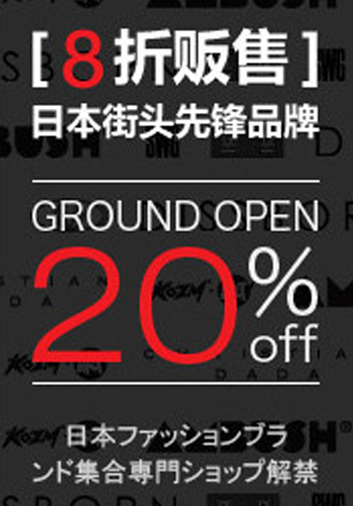 [ 8折贩售 ]
日本街头先锋品牌
GROUND OPEN
20%
off
日本ファッションブラ
ンド集合専門ショップ解禁